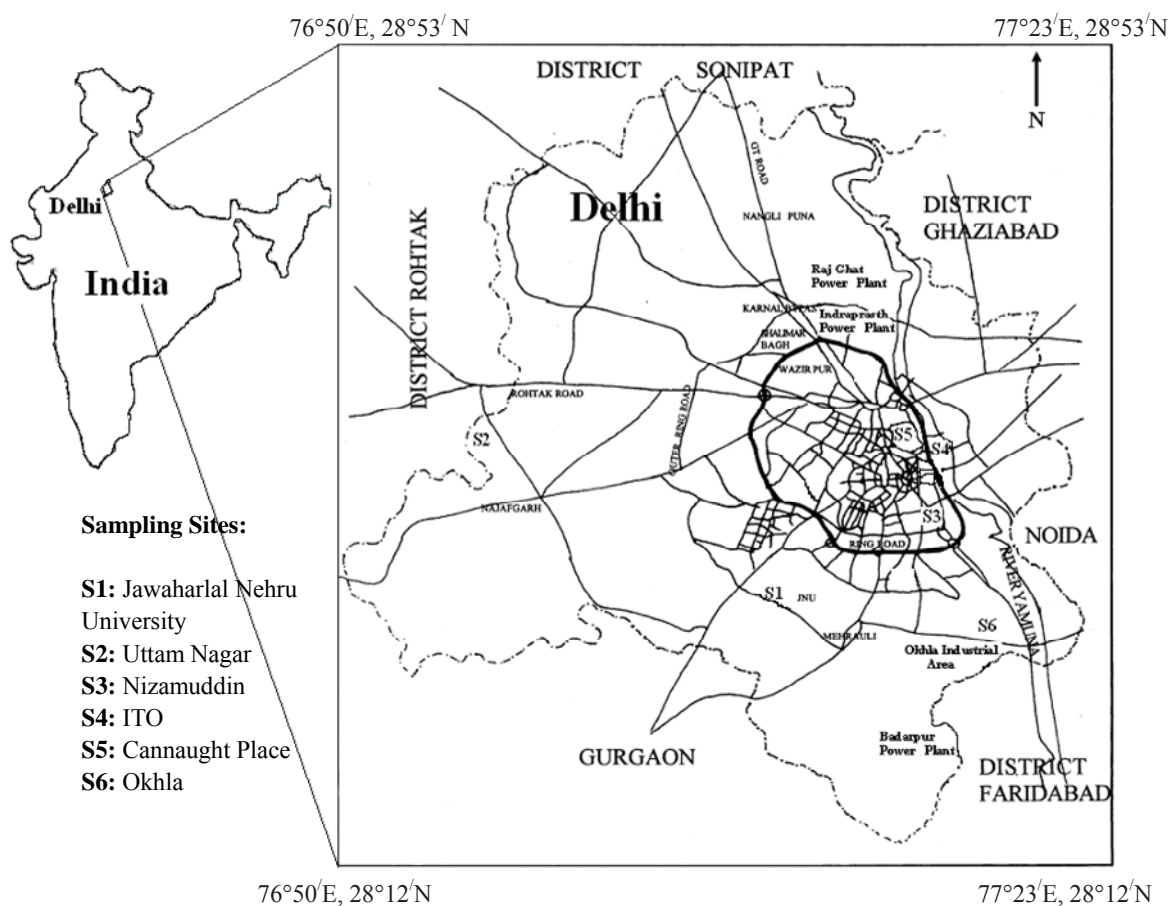 76°50′E, 28°53′ N
77°23′E, 28°53′ N
DISTRICT SONIPAT
N
GT ROAD
Delhi
DISTRICT ROHTAK
NANGLI PUNA
DISTRICT
GHAZIABAD
Delhi
India
Raj Ghat
Power Plant
KARNAL BYPAS
Indraprasth
Power Plant
SHALIMAR
BAGH
WAZIRPUR
ROHTAK ROAD
OUTER RING ROAD
S2
S5
S4
NAJAFGARH
S3
RING ROAD
NOIDA
RIVER YAMUNA
S1 JNU
MEHRAULI
S6
Okhla Industrial
Area
Badarpur
Power Plant
GURGAON
DISTRICT
FARIDABAD
Sampling Sites:
S1: Jawaharlal Nehru
University
S2: Uttam Nagar
S3: Nizamuddin
S4: ITO
S5: Cannaught Place
S6: Okhla
76°50′E, 28°12′N
77°23′E, 28°12′N